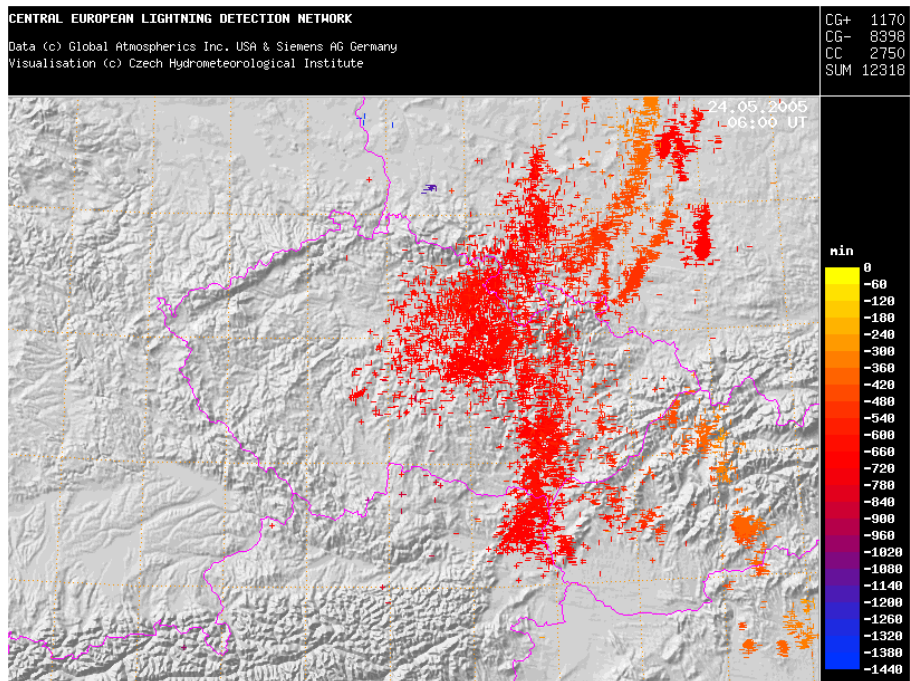 CENTRAL EUROPEAN LIGHTNING DETECTION NETWORK
Data (c) Global Atmospherics Inc. USA & Siemens AG Germany
Visualisation (c) Czech Hydrometeorological Institute
CG+ 1170
CG- 8398
CC 2750
SUM 12318
24.05.2005
06:00 UT
min
0
-60
-120
-180
-240
-300
-360
-420
-480
-540
-600
-660
-720
-780
-840
-900
-960
-1020
-1080
-1140
-1200
-1260
-1320
-1380
-1440